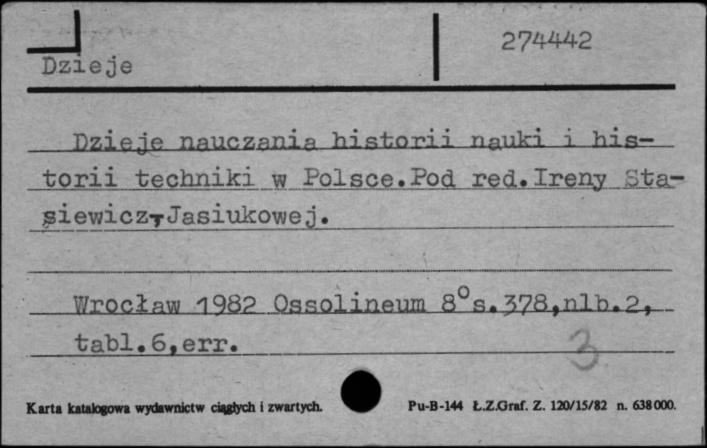 274442
Dzieje
Dzieje nauczania historii nauki i his-
torii techniki w Polsce.Pod red.Ireny Sta-
siewicz-Jasiukowej.
Wrocław 1982 Ossolineum 8°s.378,nlb.2,
tabl.6,err.
3
Karta katalogowa wydawnictw ciągłych i zwartych.
Pu-B-144 Ł.Z.Graf. Z. 120/15/82 n. 638000.